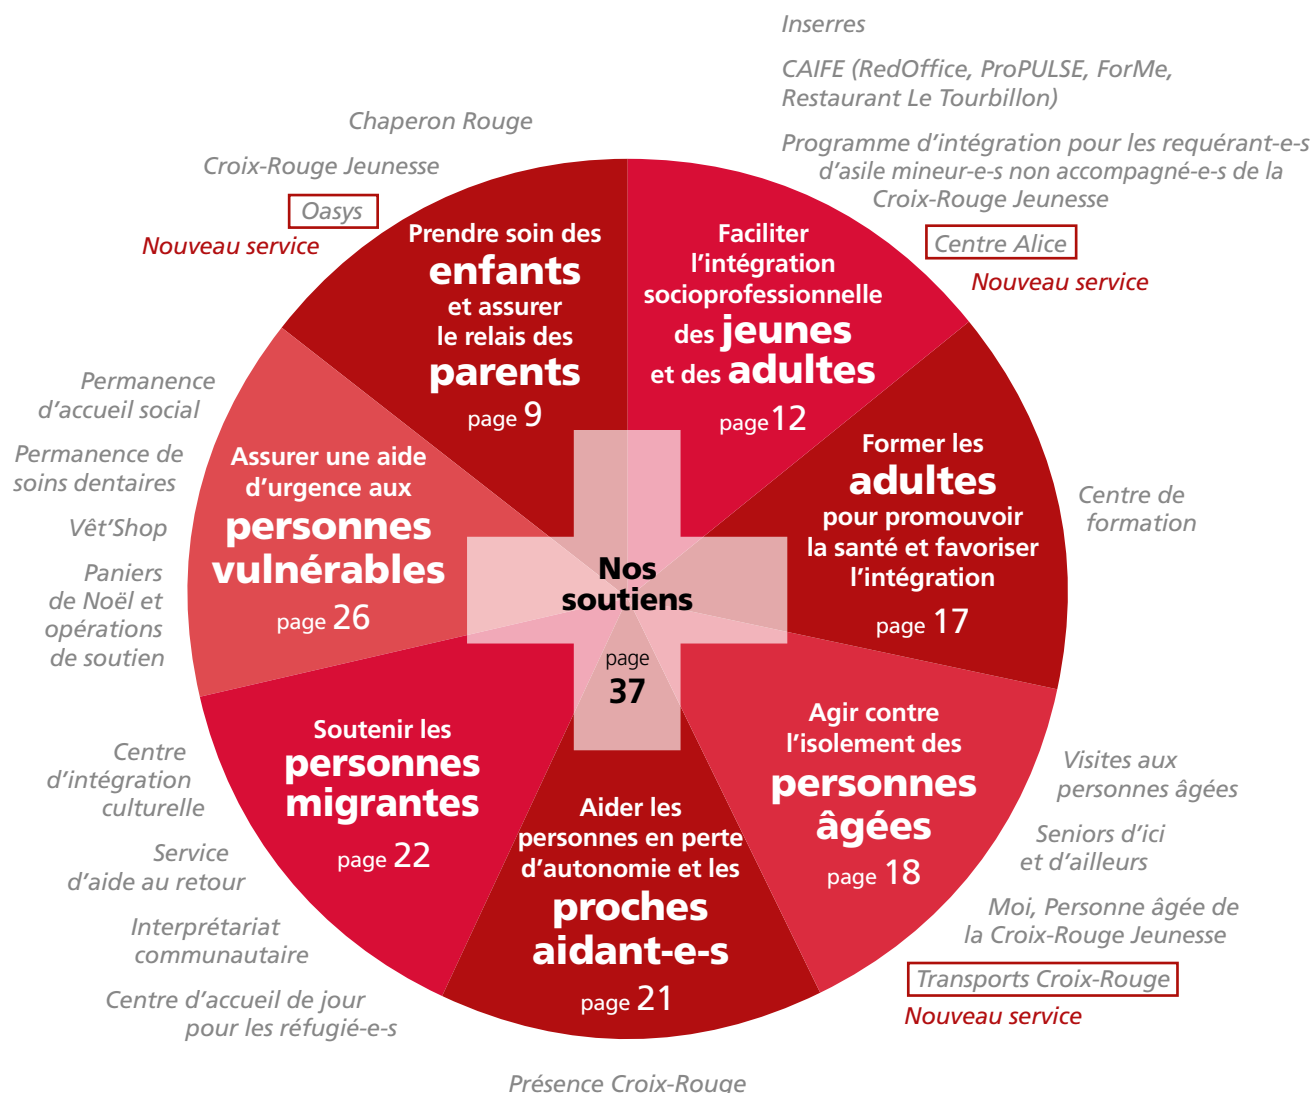 Inserres
CAIFE (RedOffice, ProPULSE, ForMe,
Restaurant Le Tourbillon)
Programme d'intégration pour les requérant-e-s
d'asile mineur-e-s non accompagné-e-s de la
Croix-Rouge Jeunesse
Centre Alice
Nouveau service
Chaperon Rouge
Croix-Rouge Jeunesse
Oasys
Nouveau service
Prendre soin des
enfants
et assurer
le relais des
parents
page 9
Faciliter
l'intégration
socioprofessionnelle
des jeunes
et des adultes
page12
Former les
adultes
pour promouvoir
la santé et favoriser
l'intégration
page 17
Centre de
formation
Agir contre
l'isolement des
personnes
âgées
page 18
Visites aux
personnes âgées
Seniors d'ici
et d'ailleurs
Moi, Personne âgée de
la Croix-Rouge Jeunesse
Transports Croix-Rouge
Nouveau service
Aider les
personnes en perte
d'autonomie et les
proches
aidant-e-s
page 21
Présence Croix-Rouge
Soutenir les
personnes
migrantes
page 22
Centre
d'intégration
culturelle
Service
d'aide au retour
Interprétariat
communautaire
Centre d'accueil de jour
pour les réfugié-e-s
Assurer une aide
d'urgence aux
personnes
vulnérables
page 26
Permanence
d'accueil social
Permanence de
soins dentaires
Vêt'Shop
Paniers
de Noël et
opérations
de soutien
Nos
soutiens
page
37